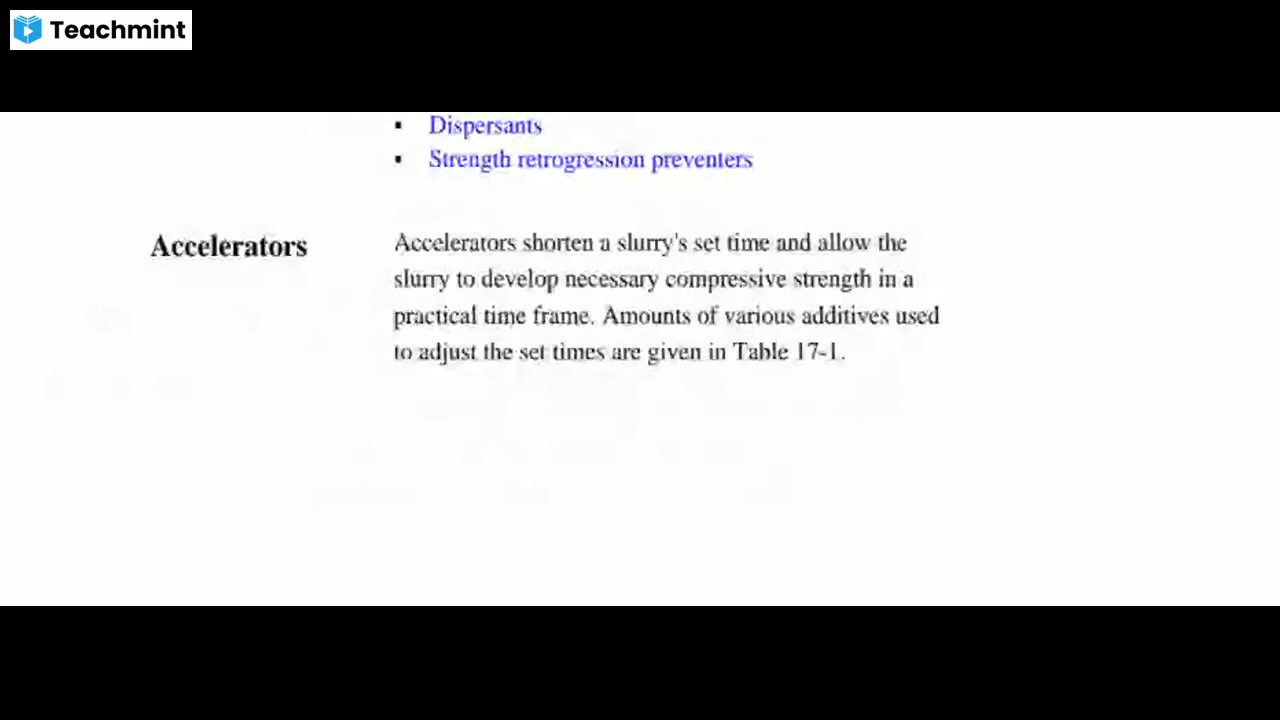 Teachmint
▪ Dispersants
▪ Strength retrogression preventers
Accelerators
Accelerators shorten a slurry's set time and allow the
slurry to develop necessary compressive strength in a
practical time frame. Amounts of various additives used
to adjust the set times are given in Table 17-1.